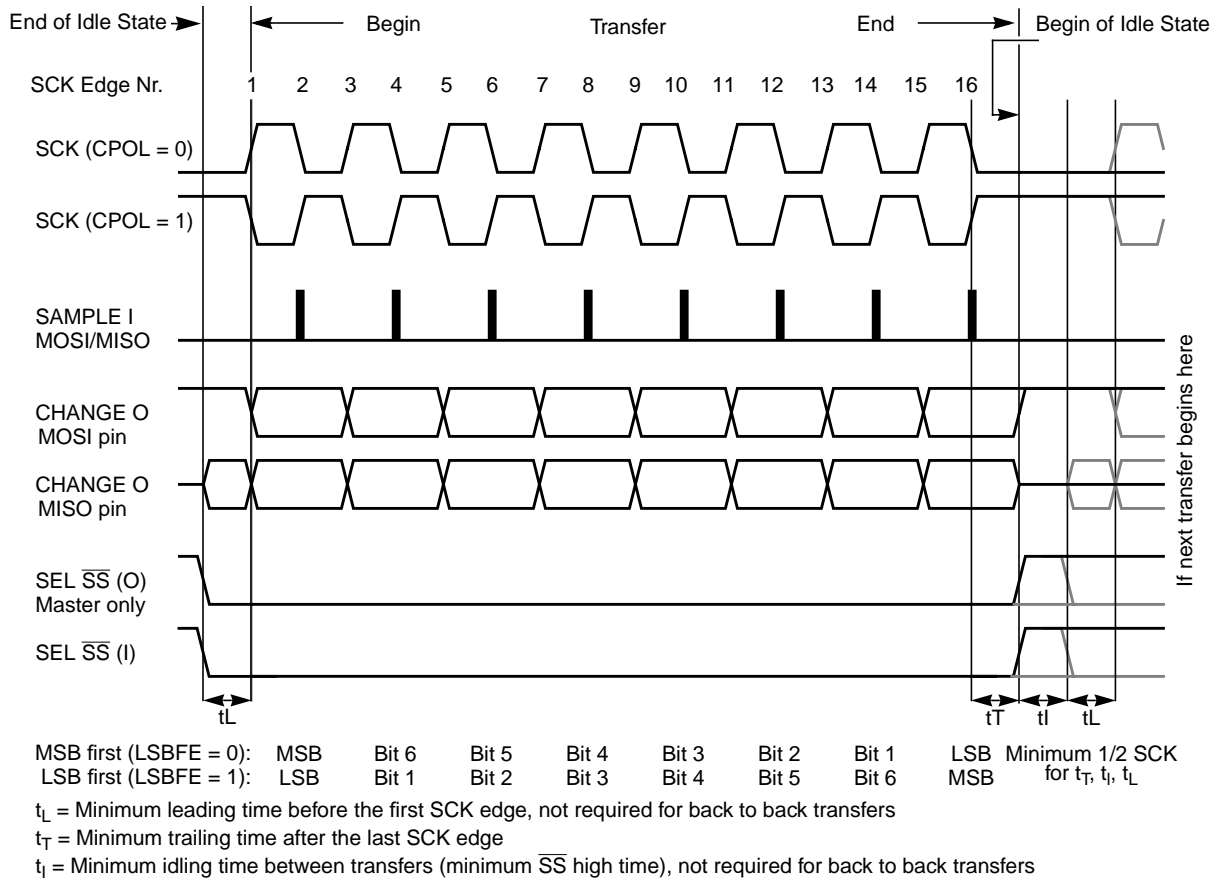 End of Idle State Begin Transfer End Begin of Idle State
SCK Edge Nr. 1 2 3 4 5 6 7 8 9 10 11 12 13 14 15 16
SCK (CPOL = 0)
SCK (CPOL = 1)
SAMPLE I
MOSI/MISO
CHANGE O
MOSI pin
CHANGE O
MISO pin
SEL SS (O)
Master only
SEL SS (I)
If next transfer begins here
tL tT tI tL
MSB first (LSBFE = 0): MSB Bit 6 Bit 5 Bit 4 Bit 3 Bit 2 Bit 1 LSB Minimum 1/2 SCK
LSB first (LSBFE = 1): LSB Bit 1 Bit 2 Bit 3 Bit 4 Bit 5 Bit 6 MSB for tT, tI, tL
tL = Minimum leading time before the first SCK edge, not required for back to back transfers
tT = Minimum trailing time after the last SCK edge
tI = Minimum idling time between transfers (minimum SS high time), not required for back to back transfers